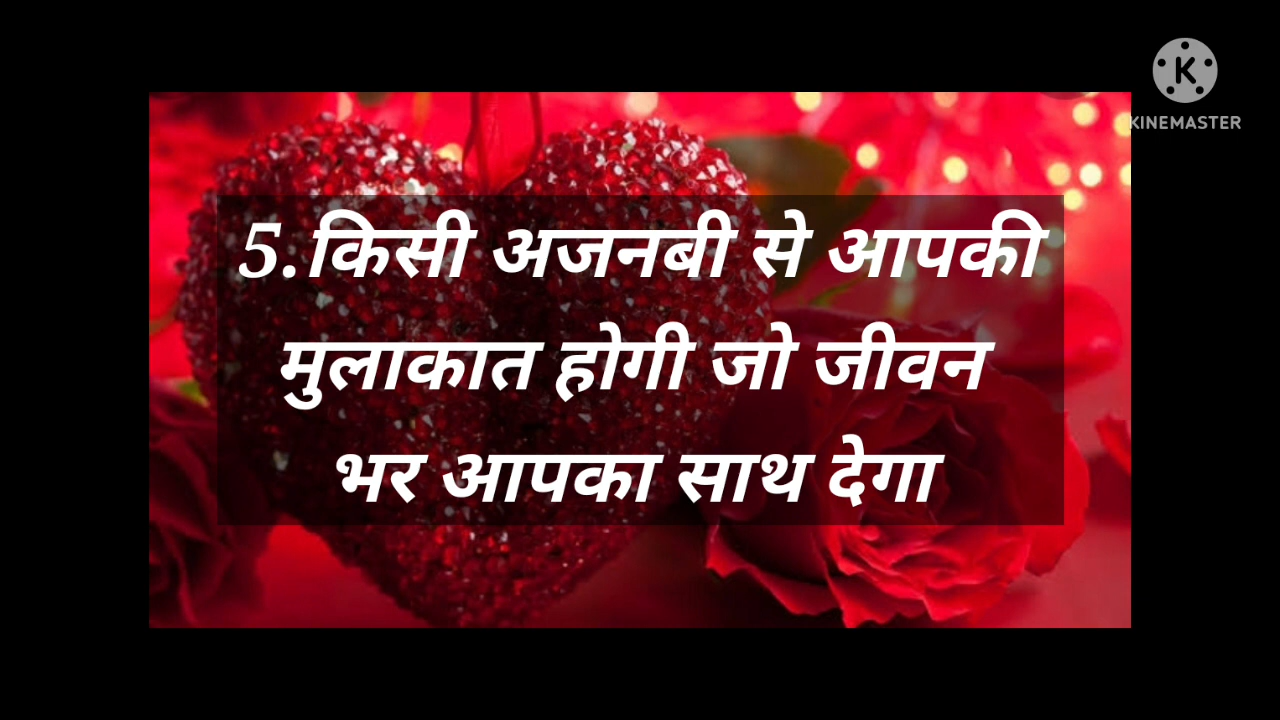 KINEMASTER
5.किसी अजनबी से आपकी
मुलाकात होगी जो जीवन
भर आपका साथ देगा